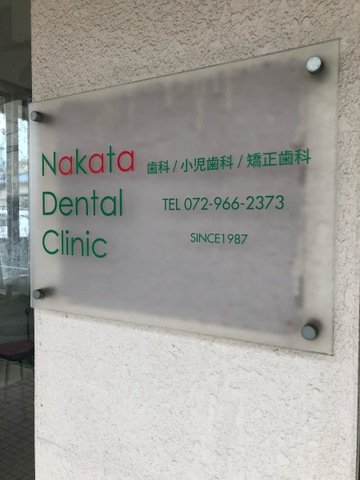 Nakata
Dental
Clinic
歯科 / 小児歯科 / 矯正歯科
TEL 072-966-2373
SINCE1987